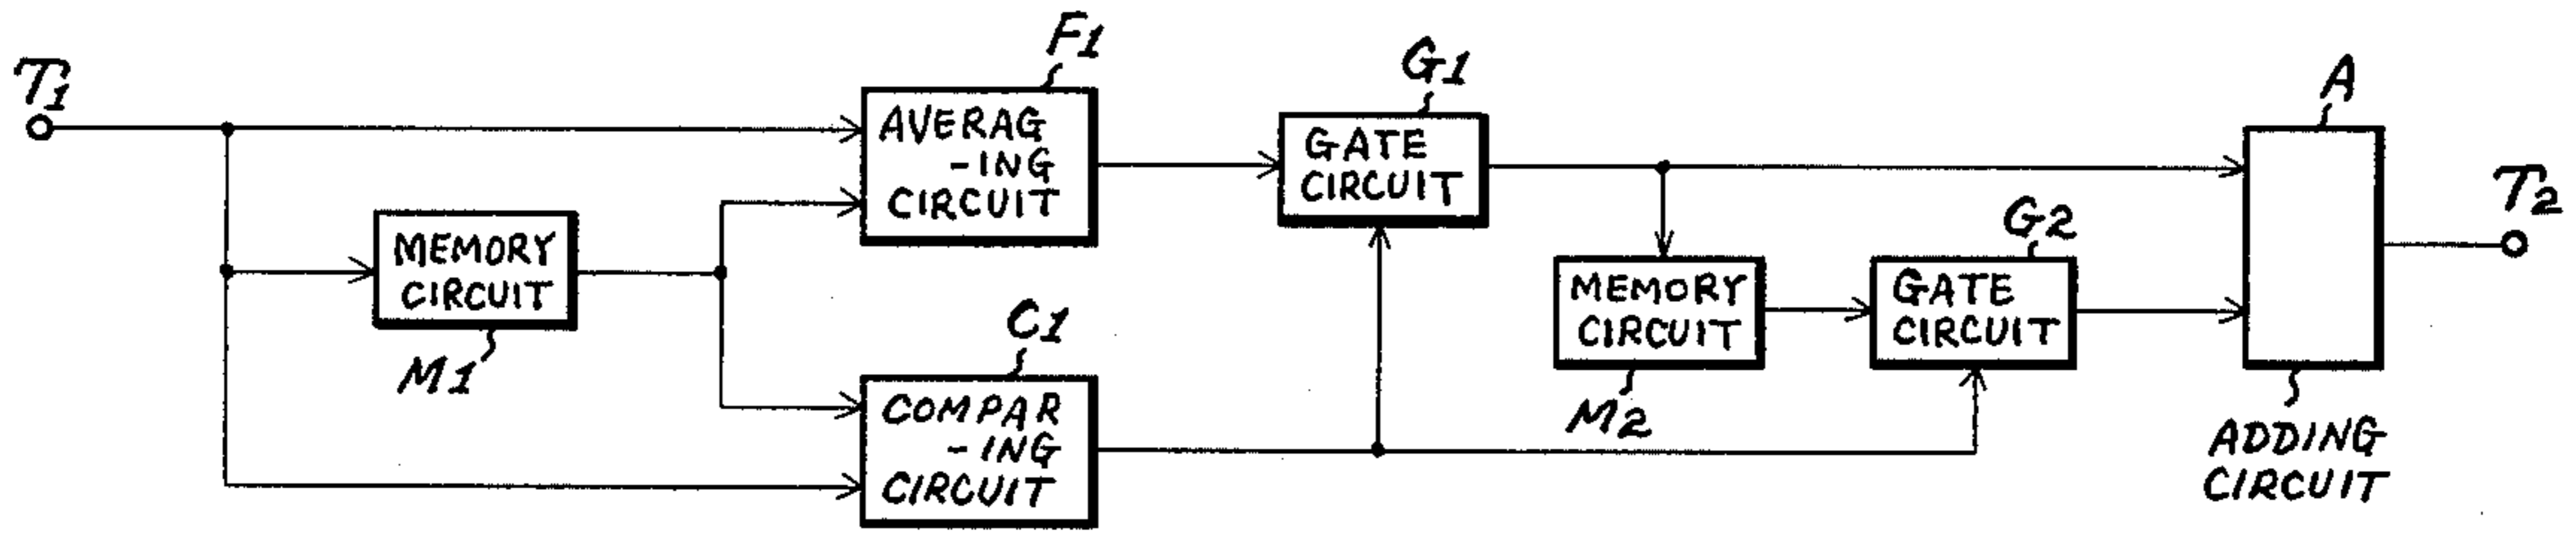 T1
F1
AVERAG
-ING
CIRCUIT
G1
GATE
CIRCUIT
A
T2
MEMORY
CIRCUIT
M1
C1
COMPAR
-ING
CIRCUIT
MEMORY
CIRCUIT
M2
G2
GATE
CIRCUIT
ADDING
CIRCUIT